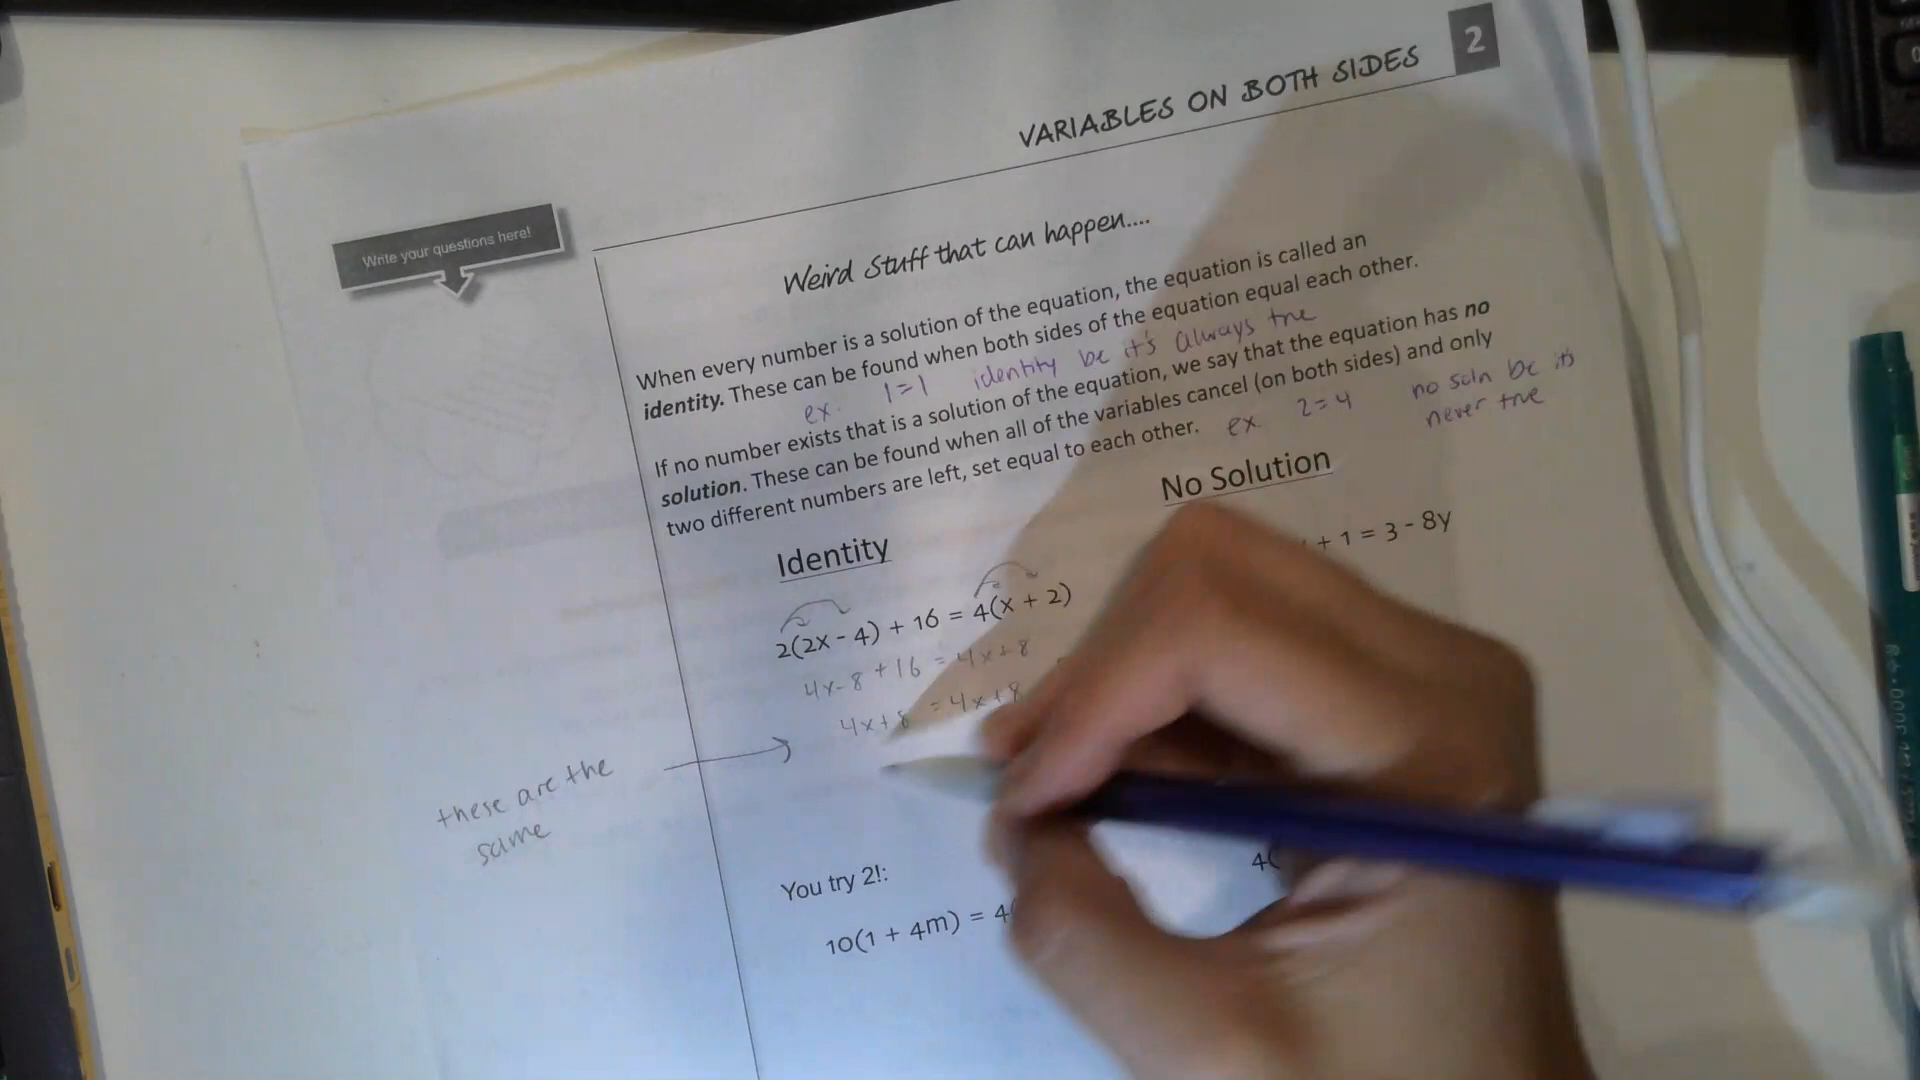 2
VARIABLES ON BOTH SIDES
Write your questions here!
Weird Stuff that can happen....
When every number is a solution of the equation, the equation is called an
identity. These can be found when both sides of the equation equal each other.
ex. 1=1 identity bc it's always true
If no number exists that is a solution of the equation, we say that the equation has no
solution. These can be found when all of the variables cancel (on both sides) and only
two different numbers are left, set equal to each other. ex. 2=4
no soln bc it's
never true
Identity
No Solution
2(2x - 4) + 16 = 4(x + 2)
+ 1 = 3 - 8y
4x-8 +16 = 4x+8
4x+8 = 4x+8
these are the
same
You try 2!:
10(1 + 4m) = 4(
4(